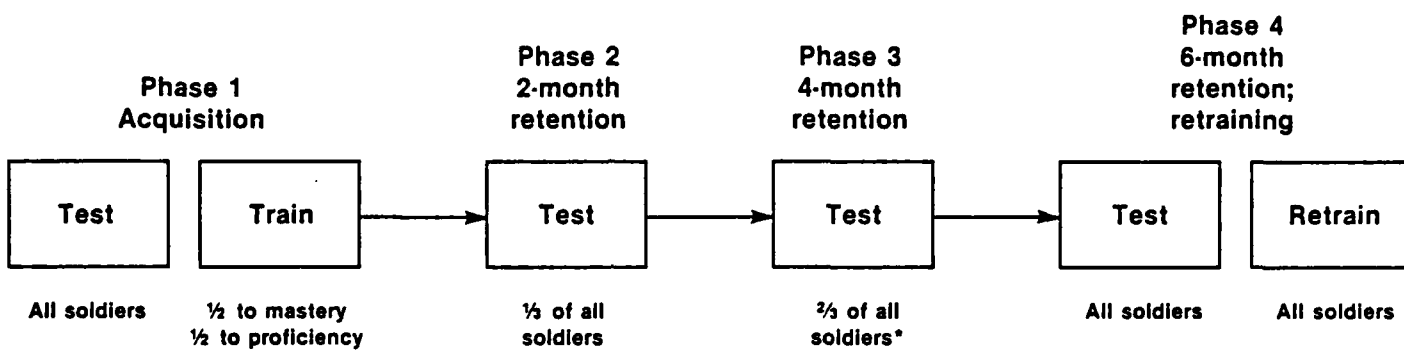 Phase 1
Acquisition
Phase 2
2-month
retention
Phase 3
4-month
retention
Phase 4
6-month
retention;
retraining
Test
Train
Test
Test
Test
Retrain
All soldiers
½ to mastery
½ to proficiency
⅓ of all
soldiers
⅔ of all
soldiers*
All soldiers
All soldiers